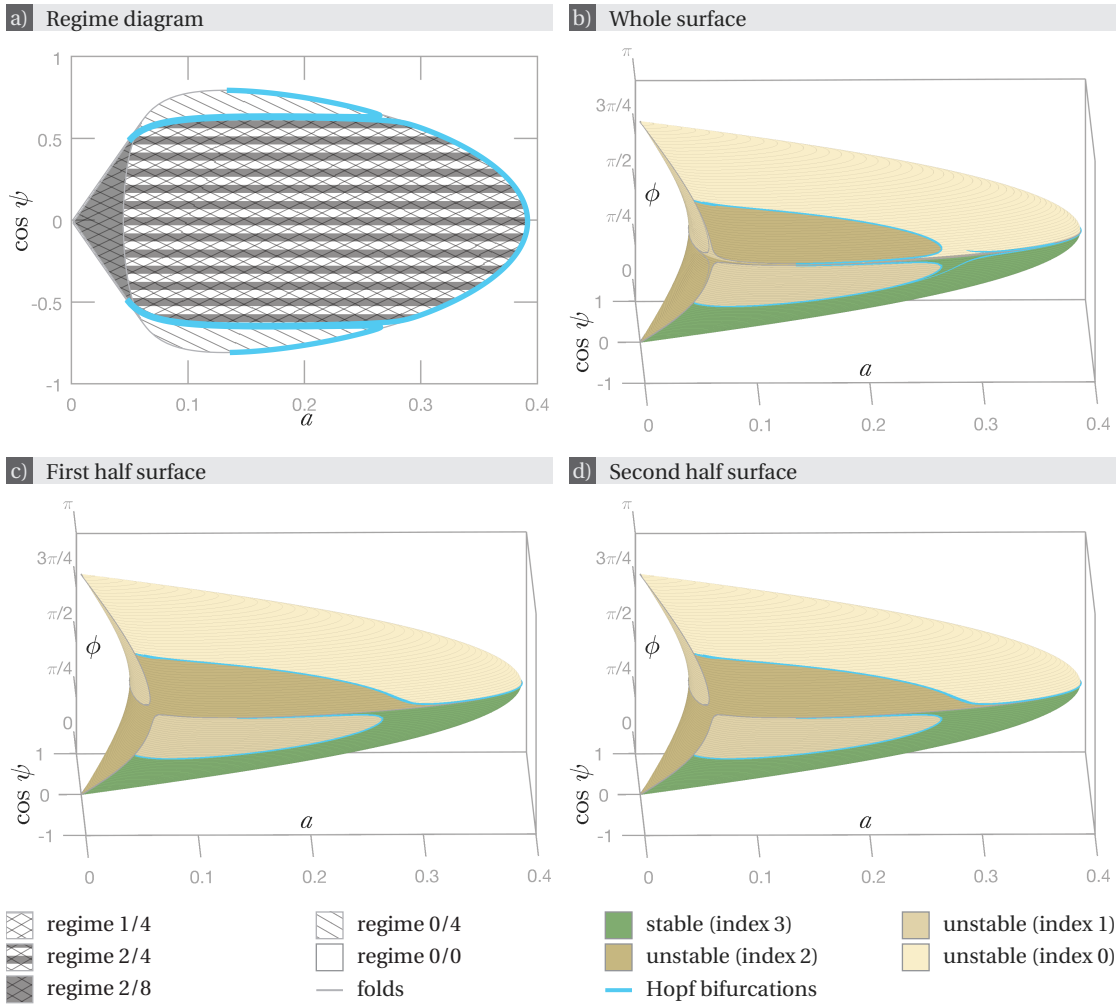 a) Regime diagram
1
0.5
0
-0.5
-1
cos ψ
0
0.1
0.2
0.3
0.4
a
b) Whole surface
π
3π/4
π/2
π/4
0
ϕ
1
0
-1
cos ψ
a
0
0.1
0.2
0.3
0.4
c) First half surface
π
3π/4
π/2
π/4
0
ϕ
1
0
-1
cos ψ
a
0
0.1
0.2
0.3
0.4
d) Second half surface
π
3π/4
π/2
π/4
0
ϕ
1
0
-1
cos ψ
a
0
0.1
0.2
0.3
0.4
regime 1/4
regime 2/4
regime 2/8
regime 0/4
regime 0/0
folds
stable (index 3)
unstable (index 2)
Hopf bifurcations
unstable (index 1)
unstable (index 0)